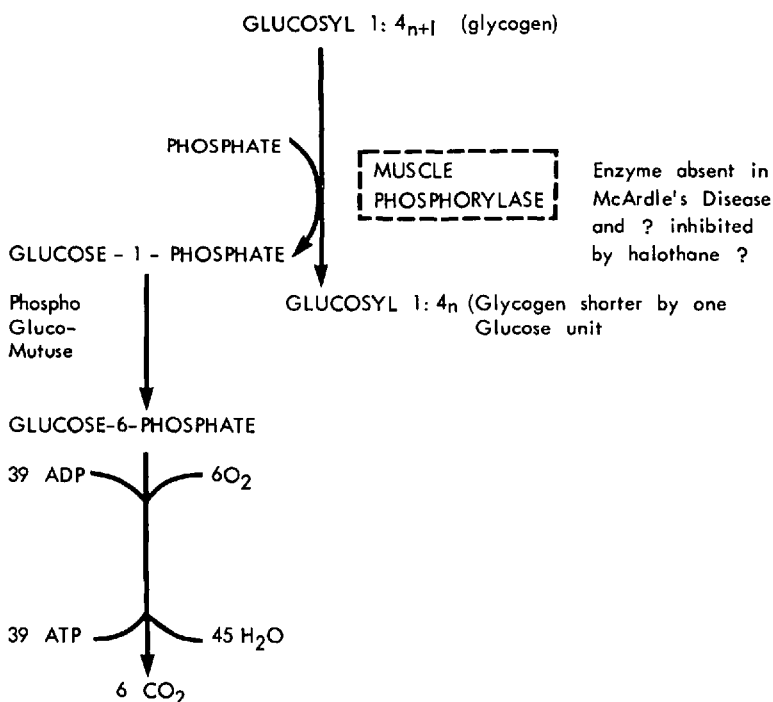 GLUCOSYL 1: 4n+1 (glycogen)
PHOSPHATE
MUSCLE
PHOSPHORYLASE
Enzyme absent in
McArdle's Disease
and ? inhibited
by halothane ?
GLUCOSE - 1 - PHOSPHATE
GLUCOSYL 1: 4n (Glycogen shorter by one
Glucose unit
Phospho
Gluco-
Mutuse
GLUCOSE-6-PHOSPHATE
39 ADP
6O2
39 ATP
45 H2O
6 CO2